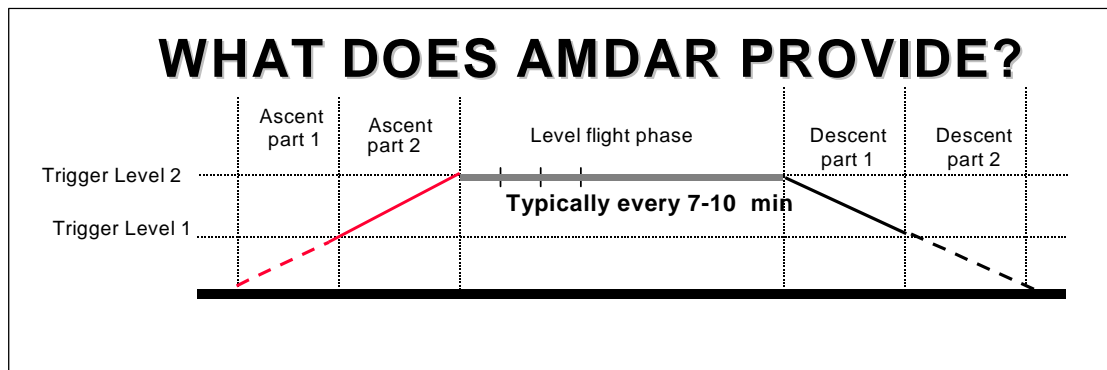 WHAT DOES AMDAR PROVIDE?
Ascent
part 1
Ascent
part 2
Level flight phase
Descent
part 1
Descent
part 2
Trigger Level 2
Typically every 7-10 min
Trigger Level 1